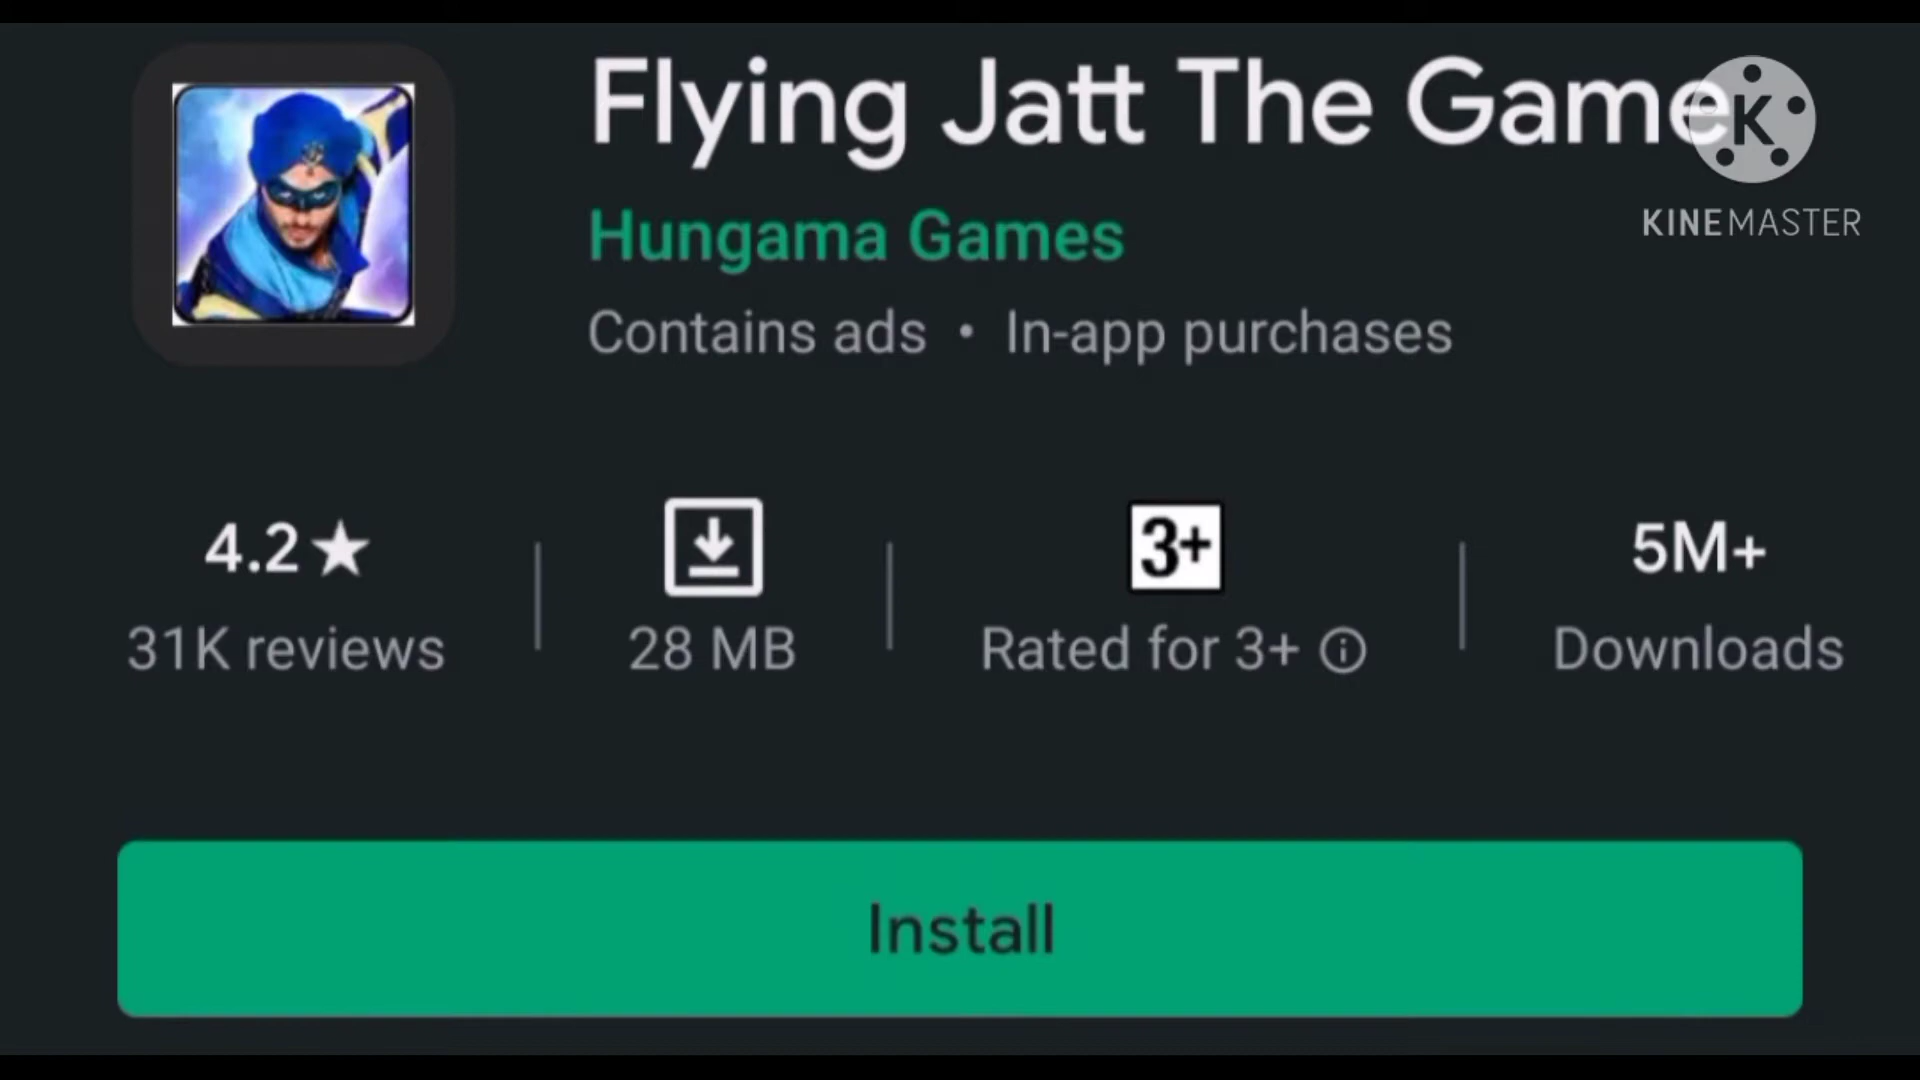 Flying Jatt The Game
K
KINEMASTER
Hungama Games
Contains ads • In-app purchases
4.2★
31K reviews
28 MB
3+
Rated for 3+
5M+
Downloads
Install